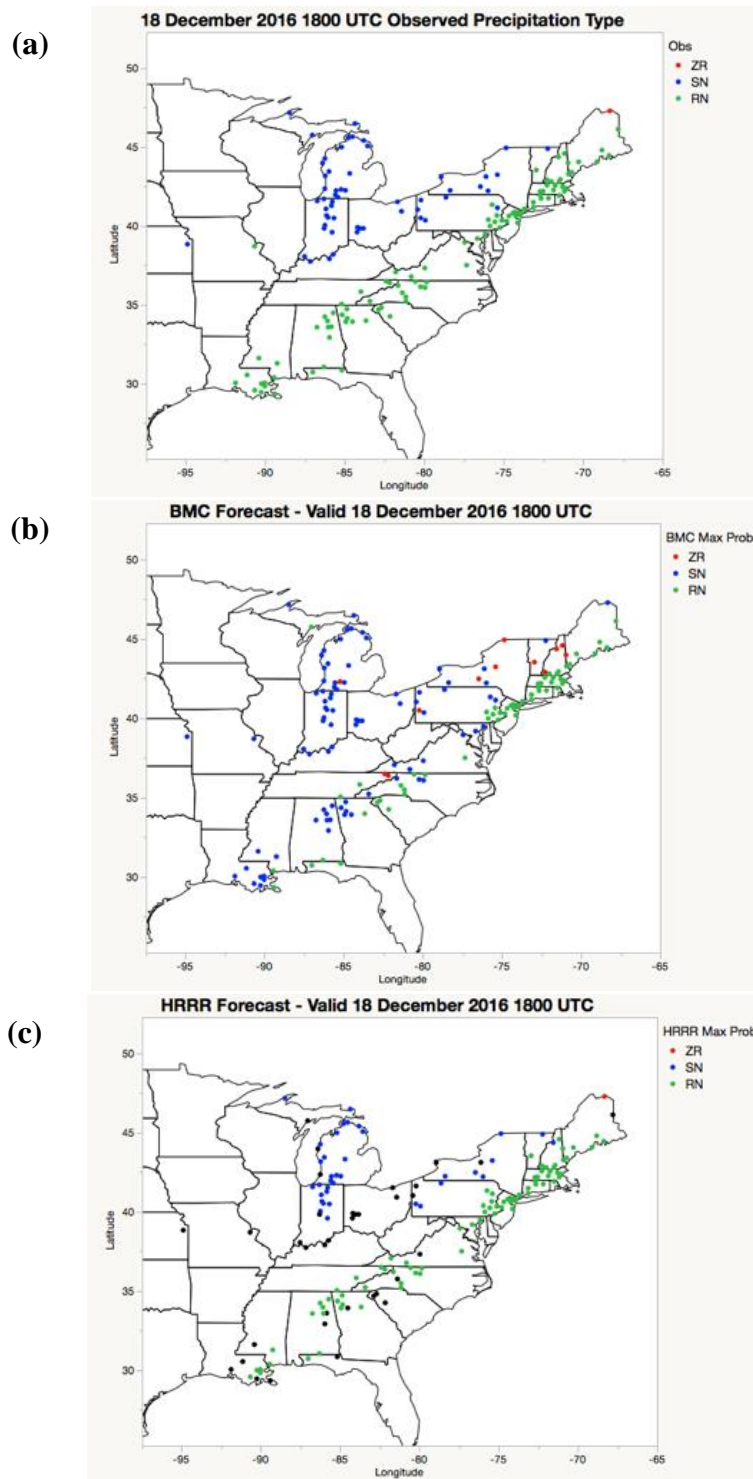 (a)
18 December 2016 1800 UTC Observed Precipitation Type
Obs
ZR
SN
RN
50
45
40
35
30
Latitude
-95 -90 -85 -80 -75 -70 -65
Longitude
(b)
BMC Forecast - Valid 18 December 2016 1800 UTC
BMC Max Prob
ZR
SN
RN
50
45
40
35
30
Latitude
-95 -90 -85 -80 -75 -70 -65
Longitude
(c)
HRRR Forecast - Valid 18 December 2016 1800 UTC
HRRR Max Prob
ZR
SN
RN
50
45
40
35
30
Latitude
-95 -90 -85 -80 -75 -70 -65
Longitude